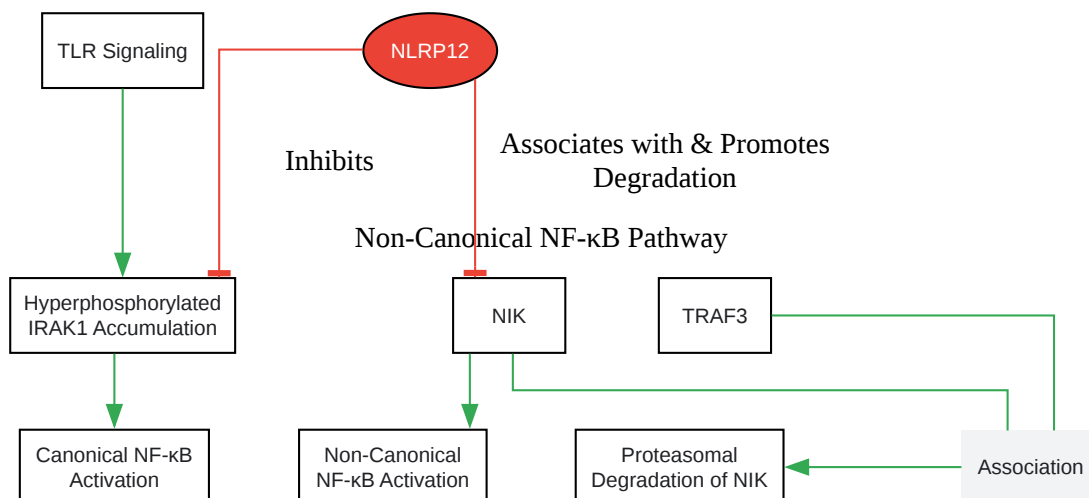 TLR Signaling
NLRP12
Inhibits
Associates with & Promotes
Degradation
Non-Canonical NF-κB Pathway
Hyperphosphorylated
IRAK1 Accumulation
NIK
TRAF3
Canonical NF-κB
Activation
Non-Canonical
NF-κB Activation
Proteasomal
Degradation of NIK
Association